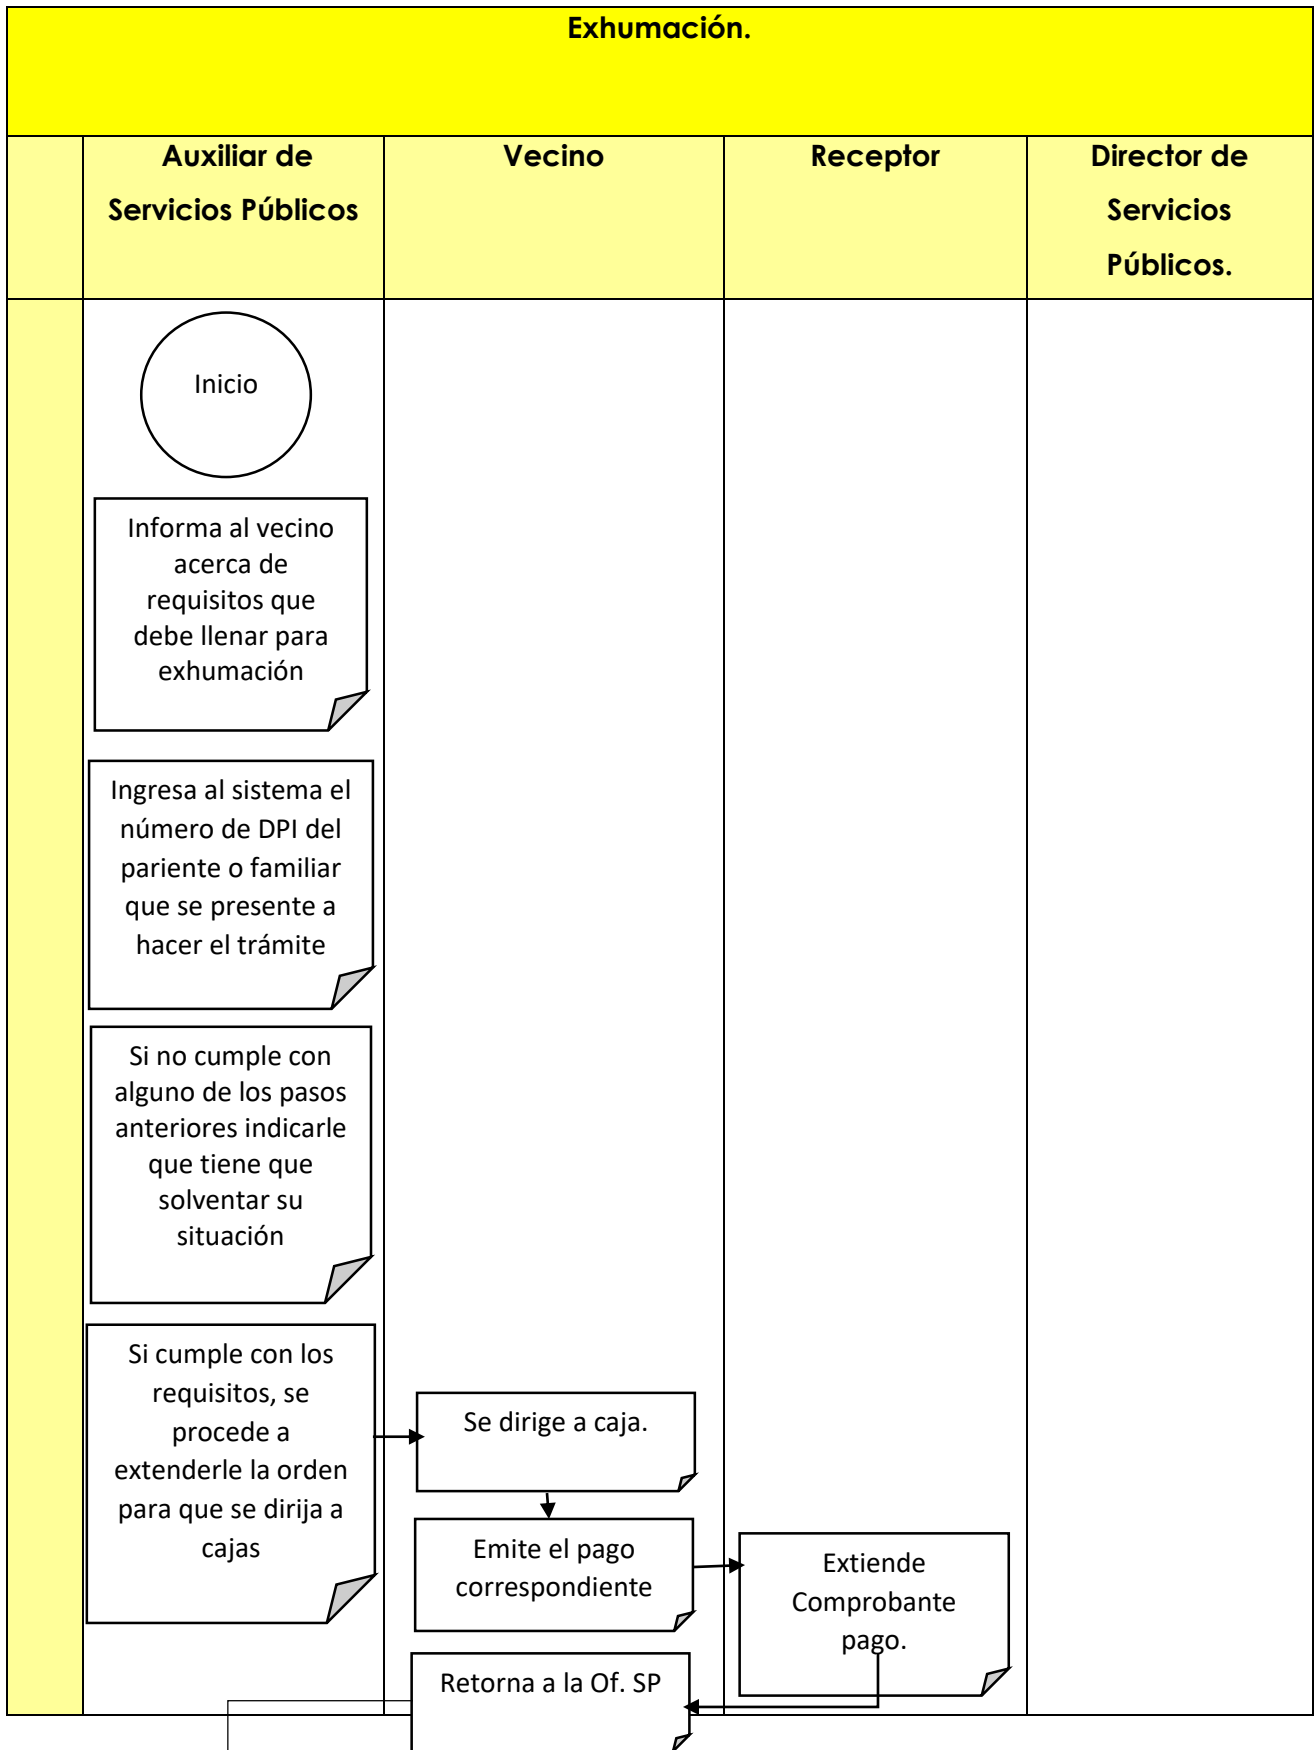 Exhumación.
Auxiliar de
Servicios Públicos
Vecino
Receptor
Director de
Servicios
Públicos.
Inicio
Informa al vecino
acerca de
requisitos que
debe llenar para
exhumación
Ingresa al sistema el
número de DPI del
pariente o familiar
que se presente a
hacer el trámite
Si no cumple con
alguno de los pasos
anteriores indicarle
que tiene que
solventar su
situación
Si cumple con los
requisitos, se
procede a
extenderle la orden
para que se dirija a
cajas
Se dirige a caja.
Emite el pago
correspondiente
Extiende
Comprobante
pago.
Retorna a la Of. SP